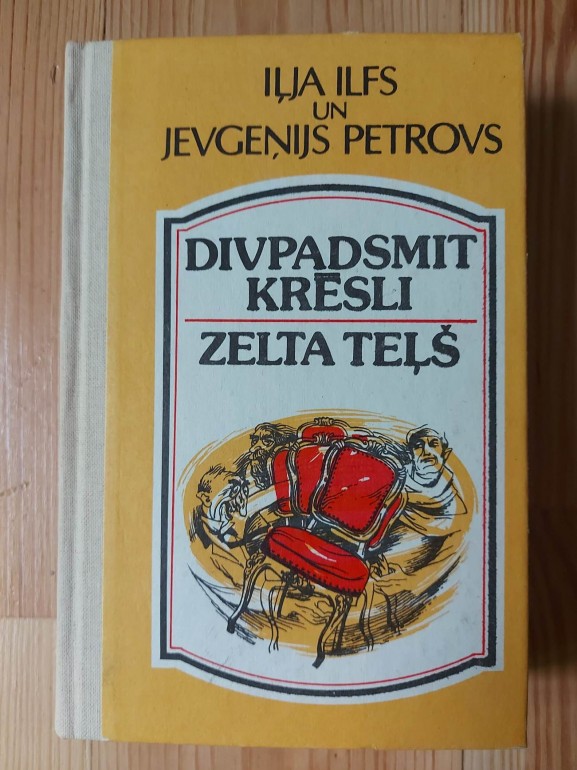 IĻJA ILFS
UN
JEVGEŅIJS PETROVS
DIVPADSMIT
KRĒSLI
ZELTA TEĻŠ